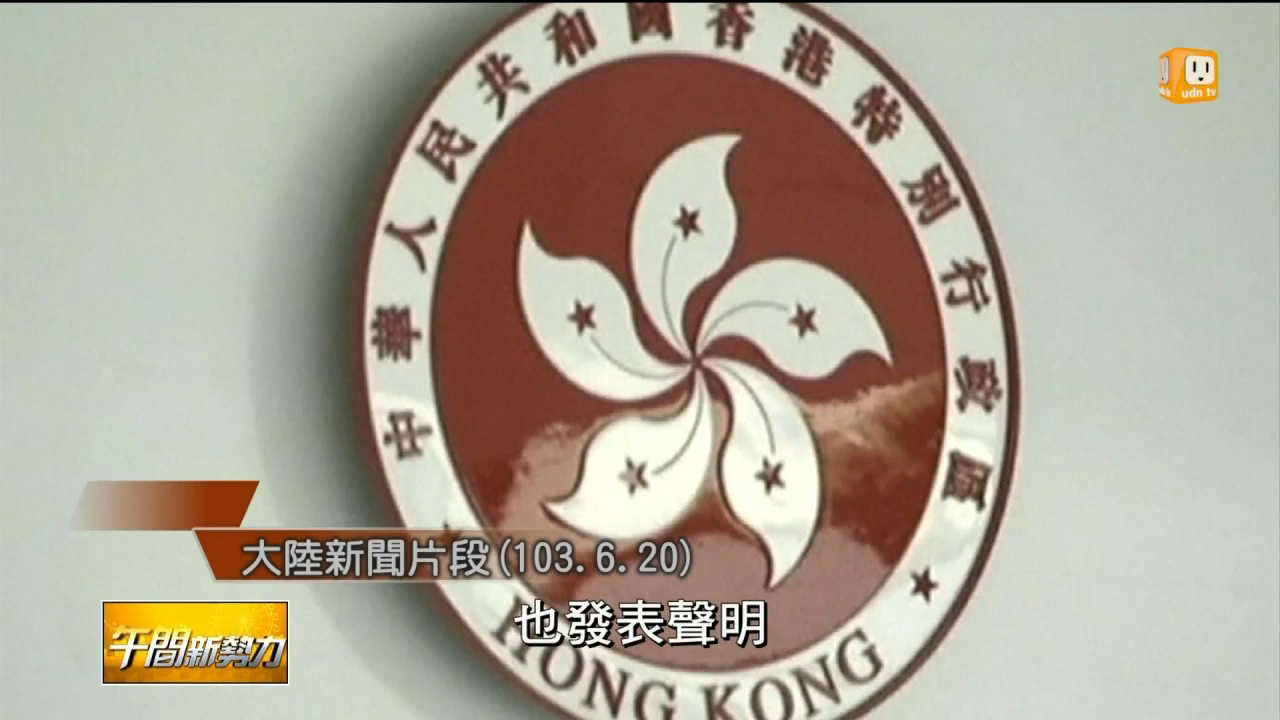 中華人民共和國香港特別行政區
udn tv
大陸新聞片段(103.6.20)
也發表聲明
午間新勢力
HONG KONG